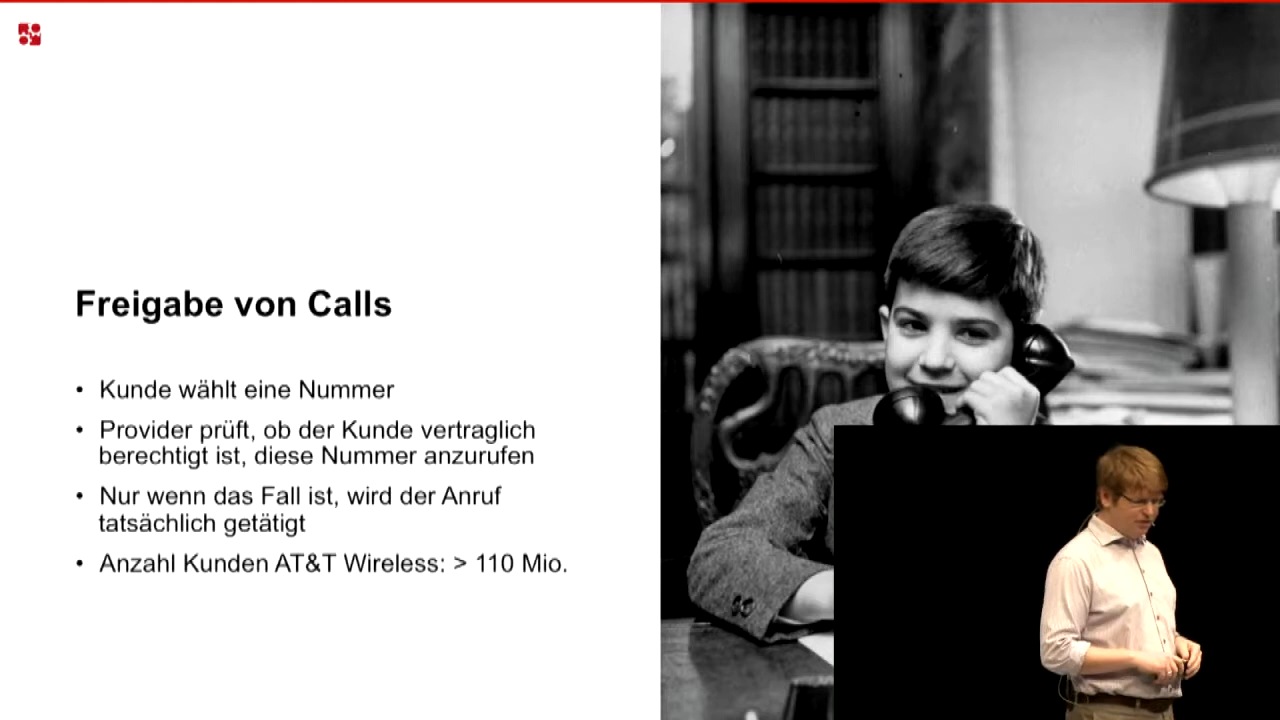 Freigabe von Calls
• Kunde wählt eine Nummer
• Provider prüft, ob der Kunde vertraglich
berechtigt ist, diese Nummer anzurufen
• Nur wenn das Fall ist, wird der Anruf
tatsächlich getätigt
• Anzahl Kunden AT&T Wireless: > 110 Mio.